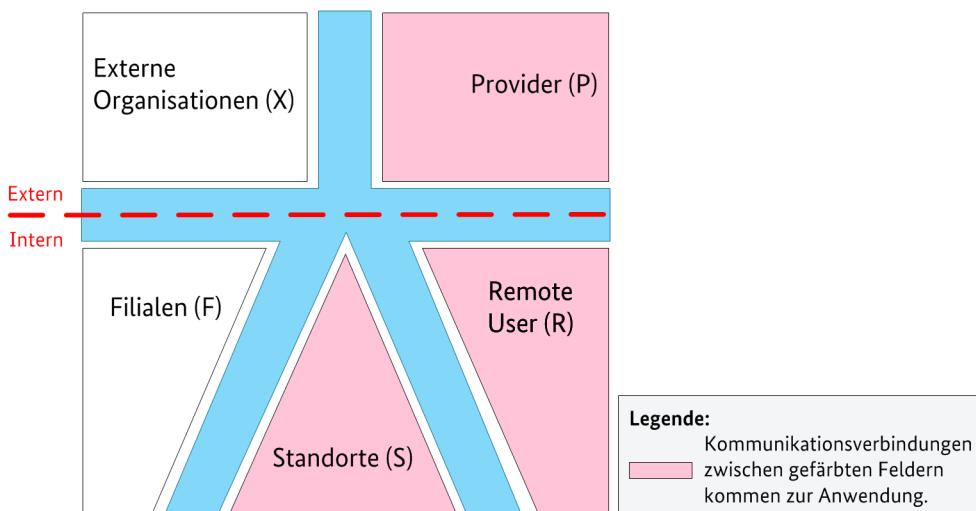 Externe
Organisationen (X)
Provider (P)
Extern
Intern
Filialen (F)
Remote
User (R)
Standorte (S)
Legende:
Kommunikationsverbindungen
zwischen gefärbten Feldern
kommen zur Anwendung.